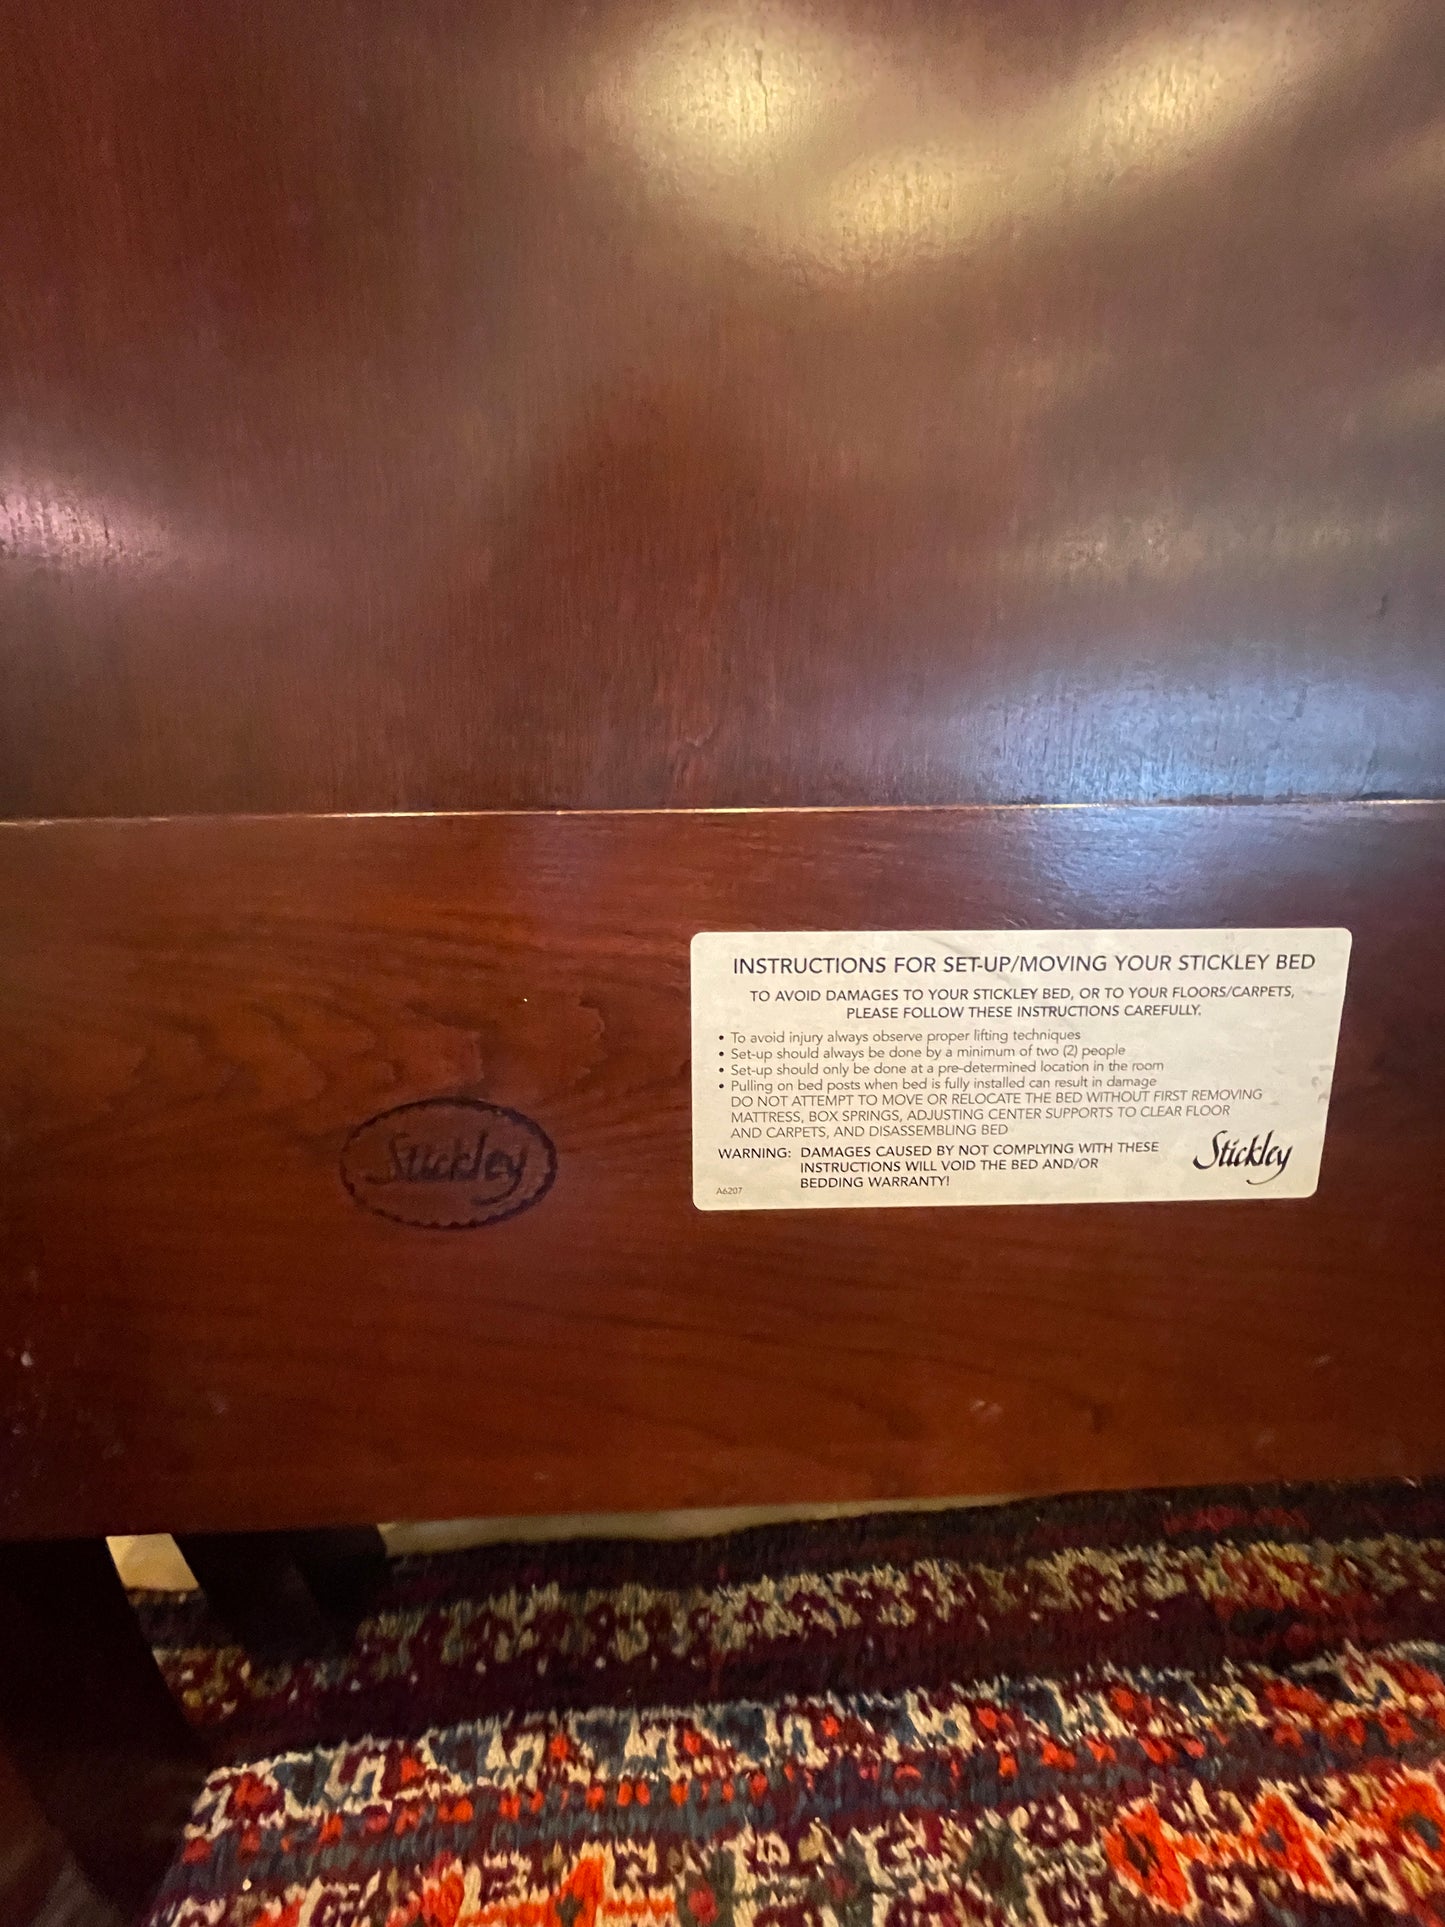 INSTRUCTIONS FOR SET-UP/MOVING YOUR STICKLEY BED
TO AVOID DAMAGES TO YOUR STICKLEY BED, OR TO YOUR FLOORS/CARPETS,
PLEASE FOLLOW THESE INSTRUCTIONS CAREFULLY.
• To avoid injury always observe proper lifting techniques
• Set-up should always be done by a minimum of two (2) people
• Set-up should only be done at a pre-determined location in the room
• Pulling on bed posts when bed is fully installed can result in damage
DO NOT ATTEMPT TO MOVE OR RELOCATE THE BED WITHOUT FIRST REMOVING
MATTRESS, BOX SPRINGS, ADJUSTING CENTER SUPPORTS TO CLEAR FLOOR
AND CARPETS, AND DISASSEMBLING BED
WARNING: DAMAGES CAUSED BY NOT COMPLYING WITH THESE
INSTRUCTIONS WILL VOID THE BED AND/OR
BEDDING WARRANTY!
A6207
Stickley
Stickley